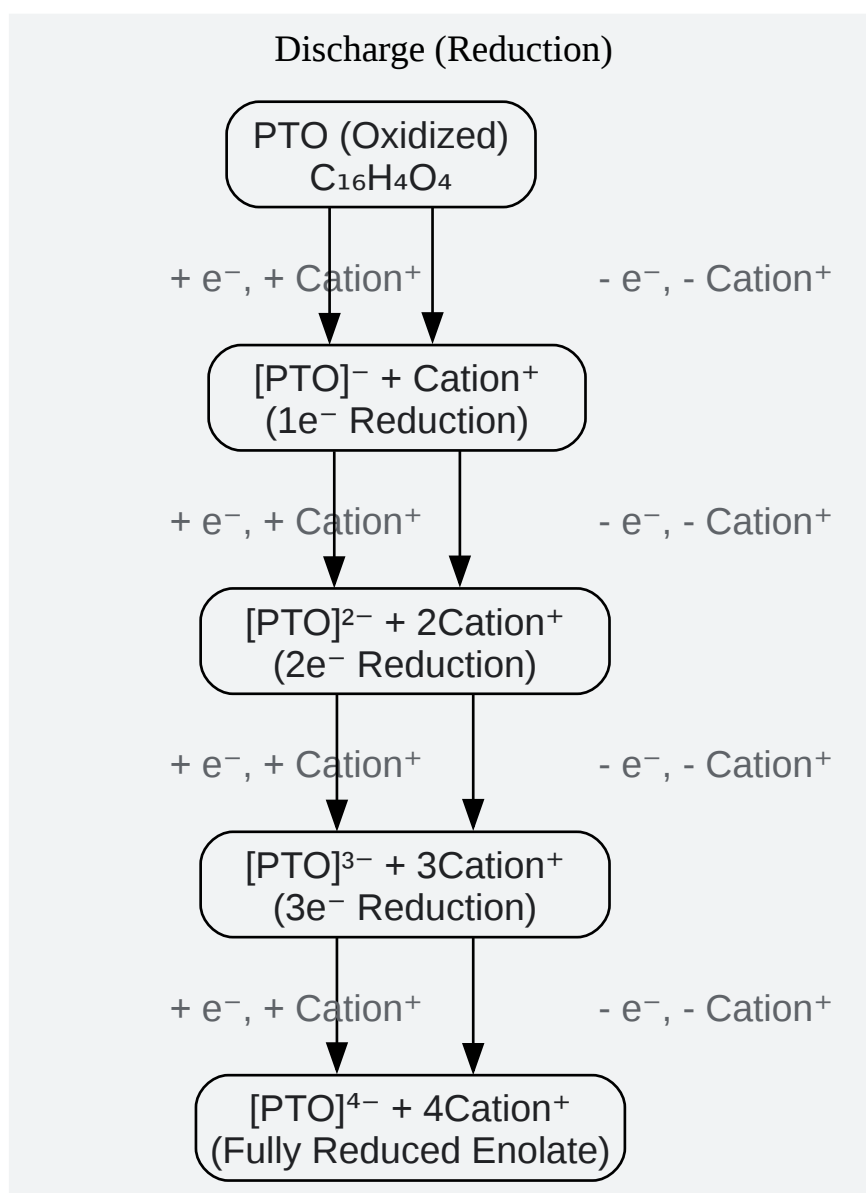 Discharge (Reduction)
PTO (Oxidized)
C₁₆H₄O₄
+ e⁻, + Cation⁺
- e⁻, - Cation⁺
[PTO]⁻ + Cation⁺
(1e⁻ Reduction)
+ e⁻, + Cation⁺
- e⁻, - Cation⁺
[PTO]²⁻ + 2Cation⁺
(2e⁻ Reduction)
+ e⁻, + Cation⁺
- e⁻, - Cation⁺
[PTO]³⁻ + 3Cation⁺
(3e⁻ Reduction)
+ e⁻, + Cation⁺
- e⁻, - Cation⁺
[PTO]⁴⁻ + 4Cation⁺
(Fully Reduced Enolate)